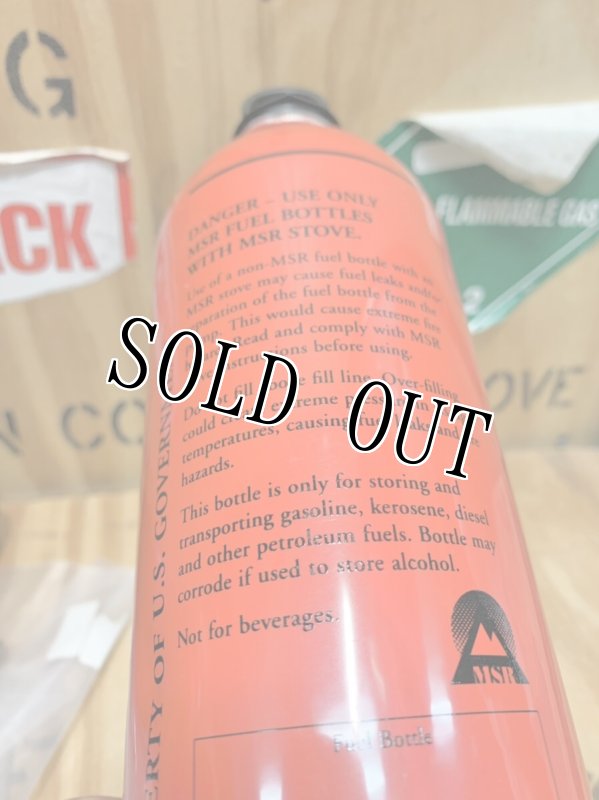 G
ACK
FLAMMABLE GAS
2
DANGER – USE ONLY
MSR FUEL BOTTLES
WITH MSR STOVE.
Use of a non-MSR fuel bottle with an
MSR stove may cause fuel leaks and/or
separation of the fuel bottle from the
pump. This would cause extreme fire
Read and comply with MSR
instructions before using.
SOLD OUT
Do not fill above fill line. Over-filling
could extreme pressure
temperatures, causing fuel leaks and
hazards.
This bottle is only for storing and
transporting gasoline, kerosene, diesel
and other petroleum fuels. Bottle may
corrode if used to store alcohol.
Not for beverages.
MSR
Fuel Bottle
ERTY OF U.S. GOVERN
N CO
OVE